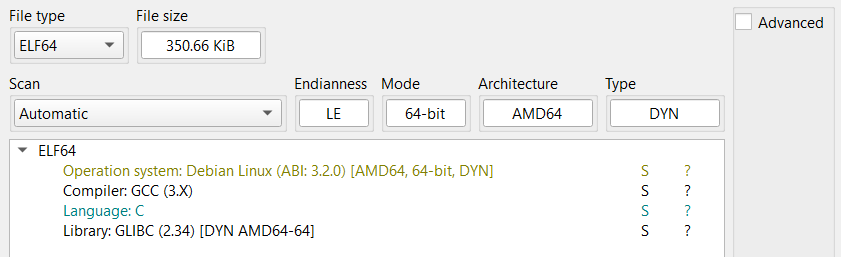 File type File size
ELF64 350.66 KiB
Advanced
Scan Endianness Mode Architecture Type
Automatic LE 64-bit AMD64 DYN
ELF64
Operation system: Debian Linux (ABI: 3.2.0) [AMD64, 64-bit, DYN] S ?
Compiler: GCC (3.X) S ?
Language: C S ?
Library: GLIBC (2.34) [DYN AMD64-64] S ?